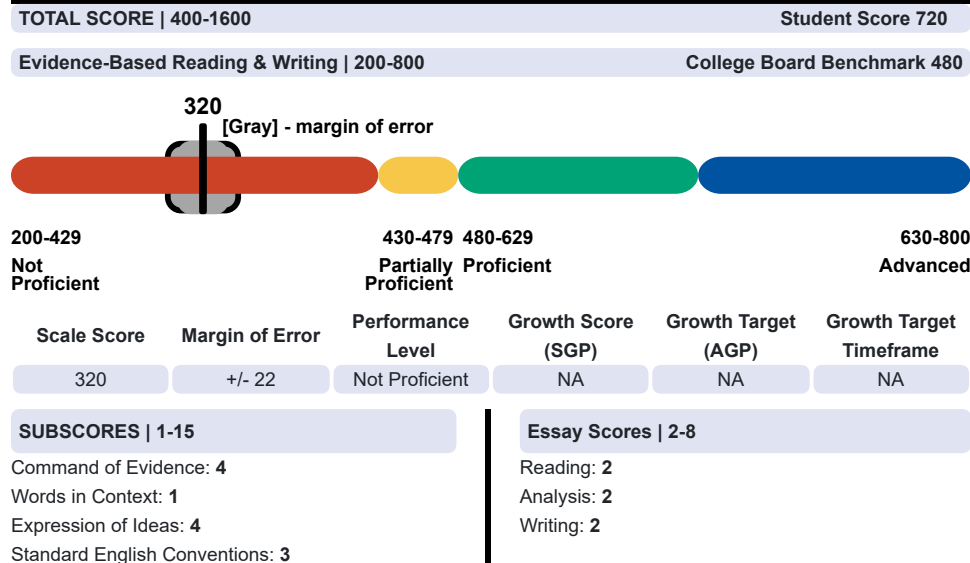 TOTAL SCORE | 400-1600 Student Score 720
Evidence-Based Reading & Writing | 200-800 College Board Benchmark 480
320
[Gray] - margin of error
200-429 430-479 480-629 630-800
Not Partially Proficient Advanced
Proficient Proficient
Performance Growth Score Growth Target Growth Target
Scale Score Margin of Error
Level (SGP) (AGP) Timeframe
320 +/- 22 Not Proficient NA NA NA
SUBSCORES | 1-15
Command of Evidence: 4
Words in Context: 1
Expression of Ideas: 4
Standard English Conventions: 3
Essay Scores | 2-8
Reading: 2
Analysis: 2
Writing: 2